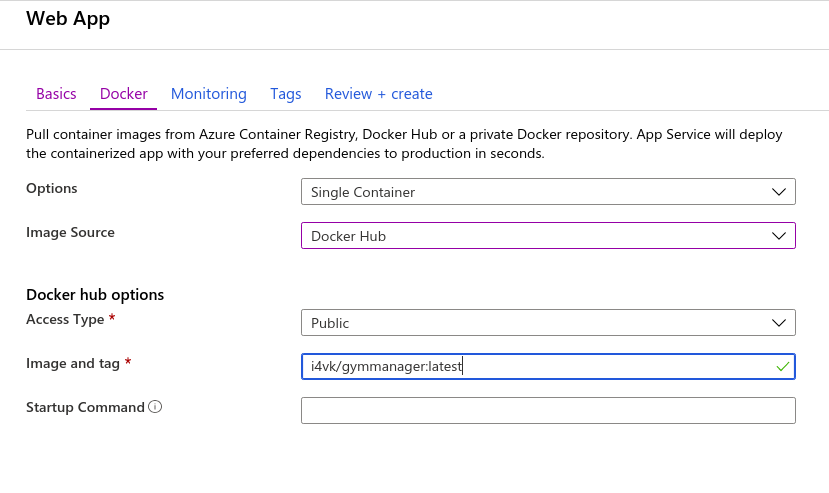 Web App
Basics Docker Monitoring Tags Review + create
Pull container images from Azure Container Registry, Docker Hub or a private Docker repository. App Service will deploy
the containerized app with your preferred dependencies to production in seconds.
Options Single Container
Image Source Docker Hub
Docker hub options
Access Type * Public
Image and tag * i4vk/gymmanager:latest
Startup Command